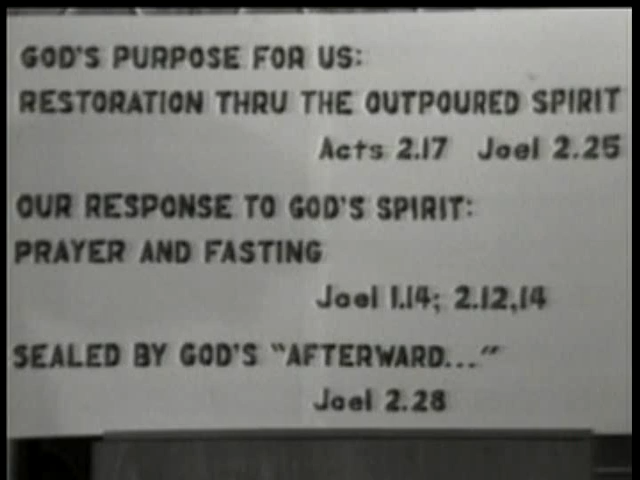 GOD'S PURPOSE FOR US:
RESTORATION THRU THE OUTPOURED SPIRIT
Acts 2.17 Joel 2.25
OUR RESPONSE TO GOD'S SPIRIT:
PRAYER AND FASTING
Joel 1.14; 2.12,14
SEALED BY GOD'S "AFTERWARD..."
Joel 2.28